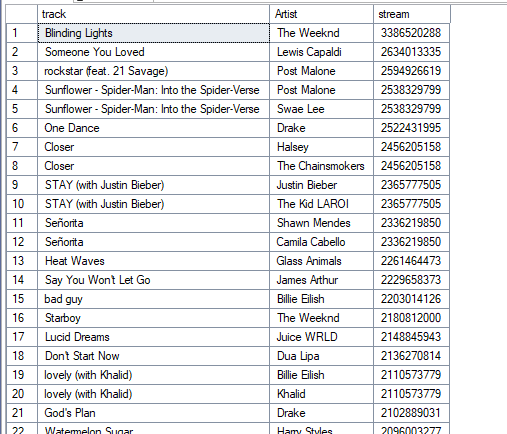 track Artist stream
1 Blinding Lights The Weeknd 3386520288
2 Someone You Loved Lewis Capaldi 2634013335
3 rockstar (feat. 21 Savage) Post Malone 2594926619
4 Sunflower - Spider-Man: Into the Spider-Verse Post Malone 2538329799
5 Sunflower - Spider-Man: Into the Spider-Verse Swae Lee 2538329799
6 One Dance Drake 2522431995
7 Closer Halsey 2456205158
8 Closer The Chainsmokers 2456205158
9 STAY (with Justin Bieber) Justin Bieber 2365777505
10 STAY (with Justin Bieber) The Kid LAROI 2365777505
11 Señorita Shawn Mendes 2336219850
12 Señorita Camila Cabello 2336219850
13 Heat Waves Glass Animals 2261464473
14 Say You Won't Let Go James Arthur 2229658373
15 bad guy Billie Eilish 2203014126
16 Starboy The Weeknd 2180812000
17 Lucid Dreams Juice WRLD 2148845943
18 Don't Start Now Dua Lipa 2136270814
19 lovely (with Khalid) Billie Eilish 2110573779
20 lovely (with Khalid) Khalid 2110573779
21 God's Plan Drake 2102889031
22 Watermelon Sugar Harry Styles 2096003277